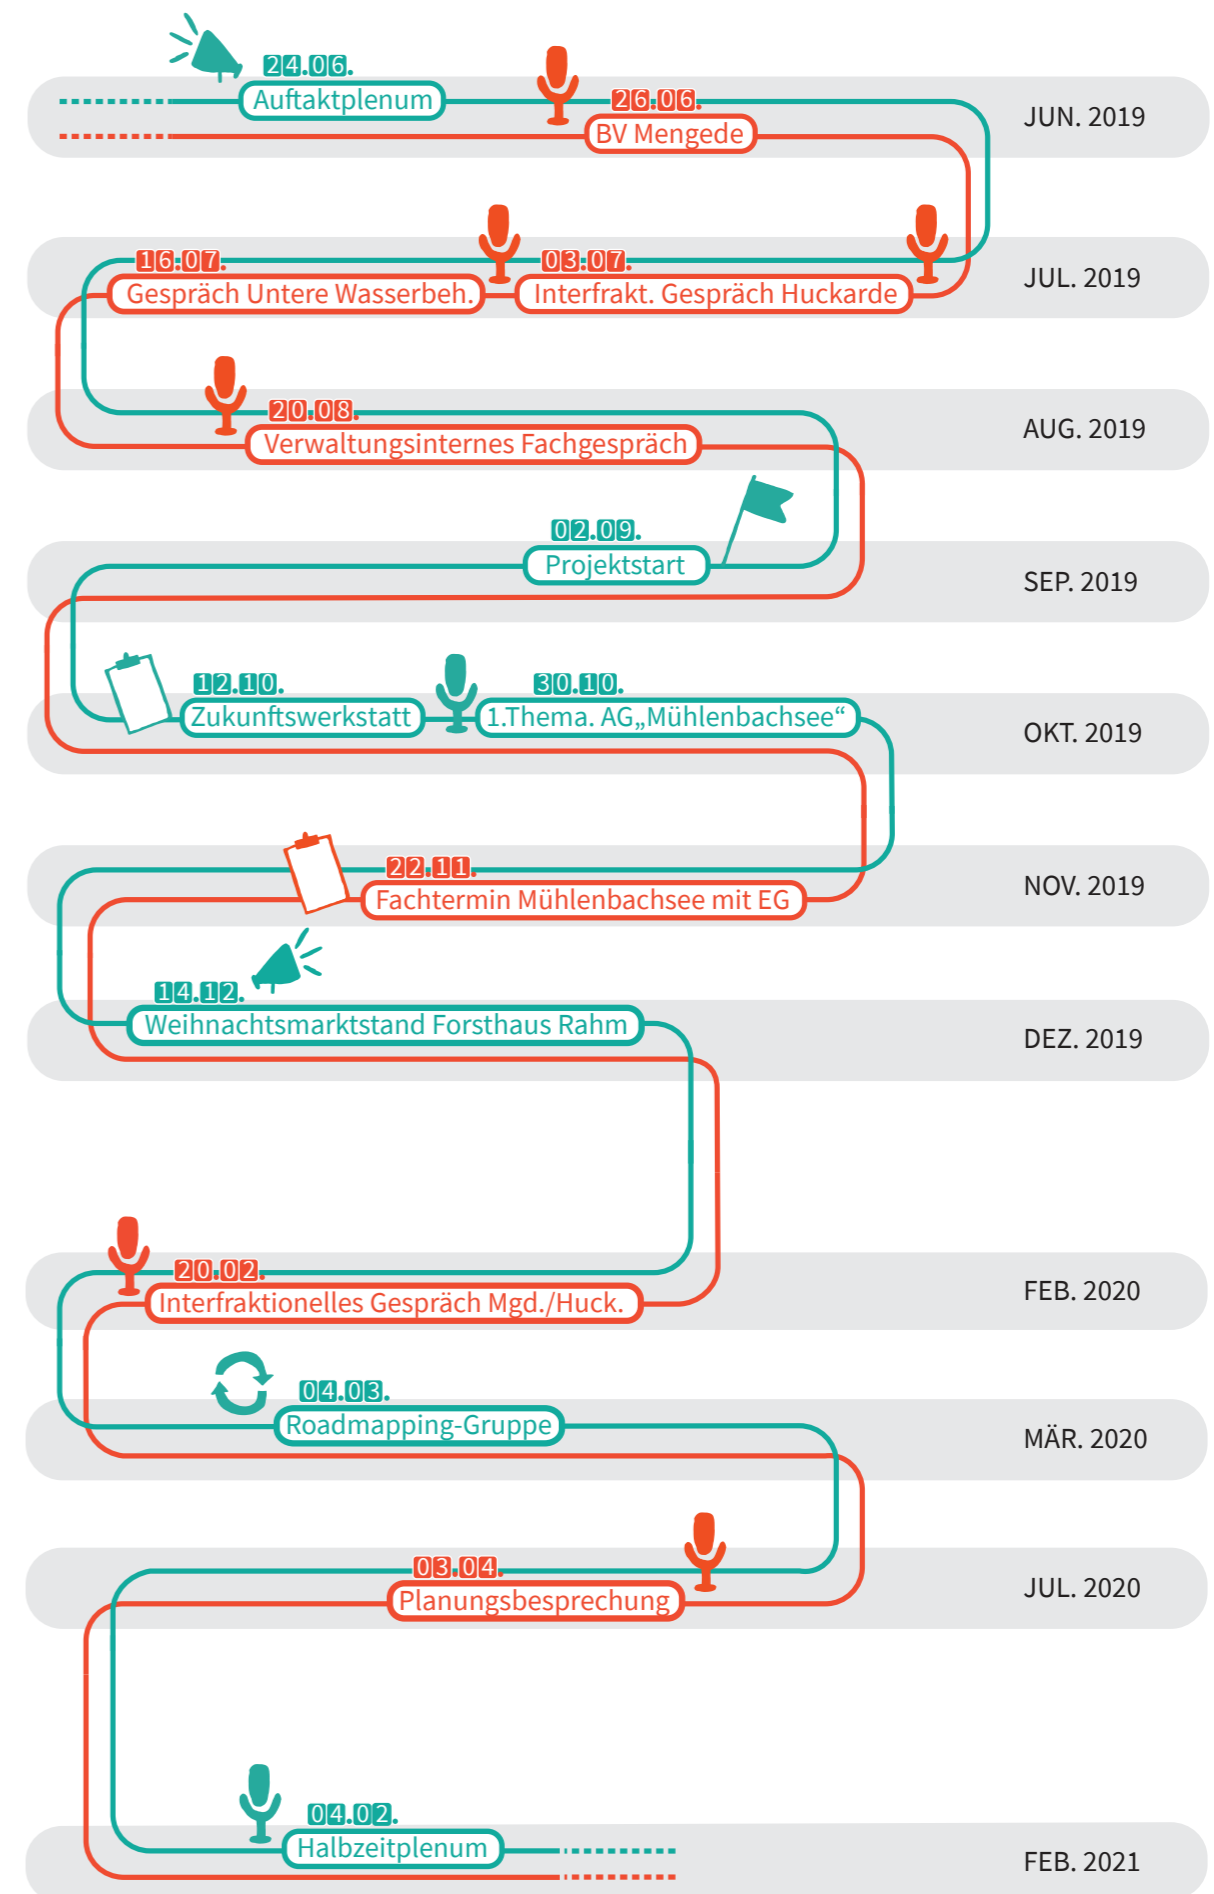 24.06.
Auftaktplenum
26.06.
BV Mengede
JUN. 2019
16.07.
Gespräch Untere Wasserbeh.
03.07.
Interfrakt. Gespräch Huckarde
JUL. 2019
20.08.
Verwaltungsinternes Fachgespräch
AUG. 2019
02.09.
Projektstart
SEP. 2019
12.10.
Zukunftswerkstatt
30.10.
1.Thema. AG„Mühlenbachsee“
OKT. 2019
22.11.
Fachtermin Mühlenbachsee mit EG
NOV. 2019
14.12.
Weihnachtsmarktstand Forsthaus Rahm
DEZ. 2019
20.02.
Interfraktionelles Gespräch Mgd./Huck.
FEB. 2020
04.03.
Roadmapping-Gruppe
MÄR. 2020
03.04.
Planungsbesprechung
JUL. 2020
04.02.
Halbzeitplenum
FEB. 2021